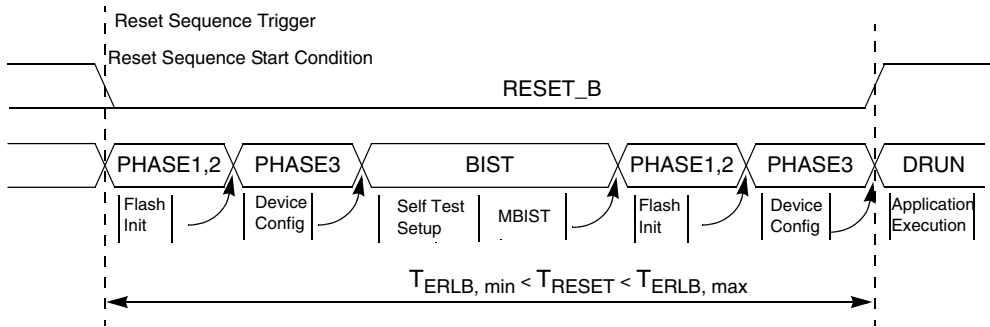 Reset Sequence Trigger
Reset Sequence Start Condition
RESET_B
PHASE1,2 PHASE3 BIST PHASE1,2 PHASE3 DRUN
Flash Init
Device Config
Self Test Setup
MBIST
Flash Init
Device Config
Application Execution
TERLB, min < TRESET < TERLB, max